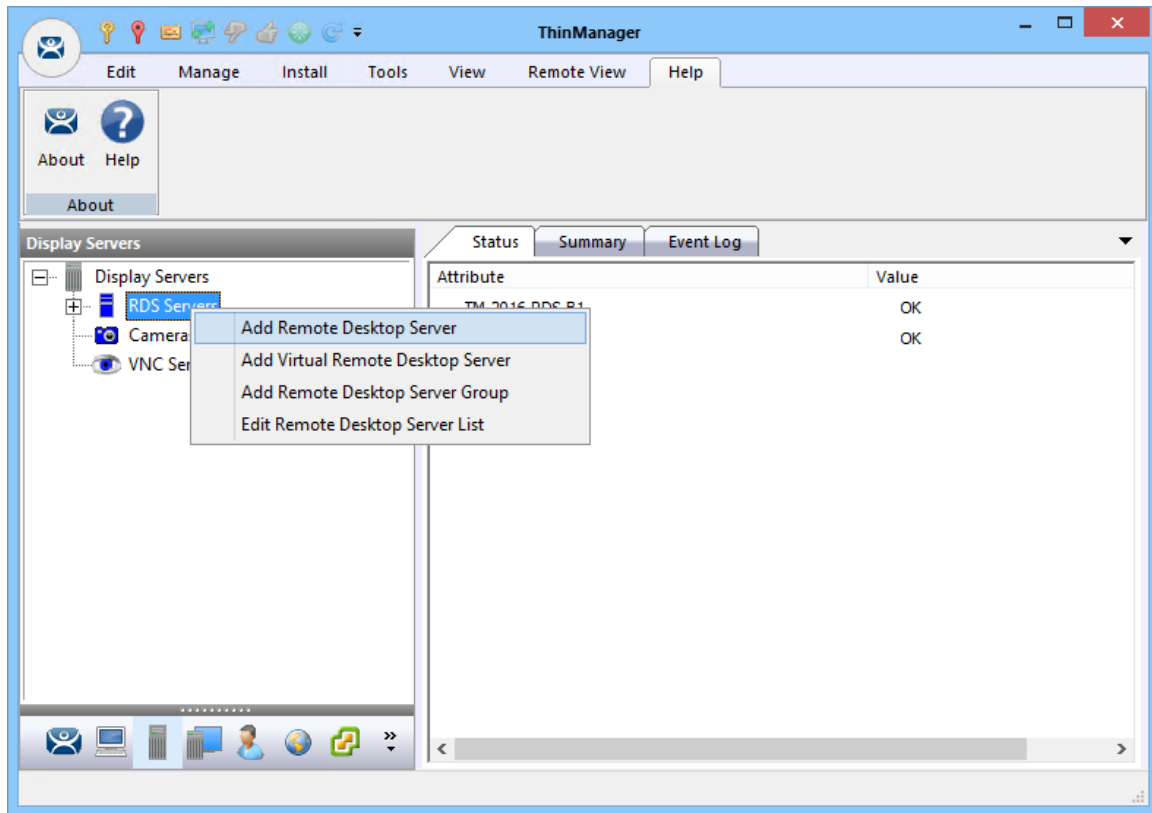 ThinManager
Edit Manage Install Tools View Remote View Help
About Help
About
Display Servers
Status Summary Event Log
Display Servers
Attribute Value
RDS Servers
OK
Add Remote Desktop Server
OK
Add Virtual Remote Desktop Server
Add Remote Desktop Server Group
Edit Remote Desktop Server List